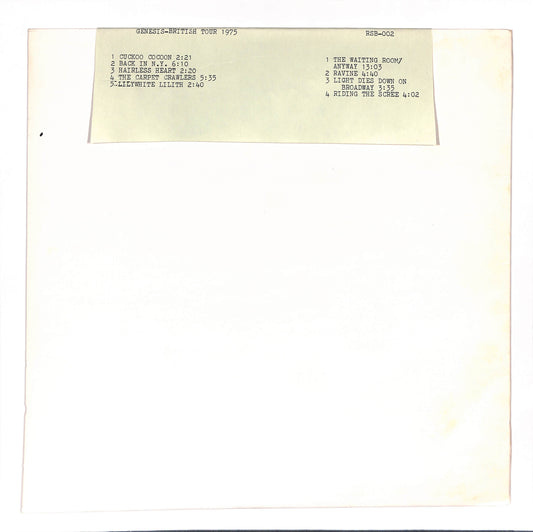 GENESIS-BRITISH TOUR 1975 RSB-002
1 CUCKOO COCOON 2:21
2 BACK IN N.Y. 6:10
3 HAIRLESS HEART 2:20
4 THE CARPET CRAWLERS 5:35
5 LILYWHITE LILITH 2:40
1 THE WAITING ROOM/
ANYWAY 13:03
2 RAVINE 4:40
3 LIGHT DIES DOWN ON
BROADWAY 3:35
4 RIDING THE SCREE 4:02